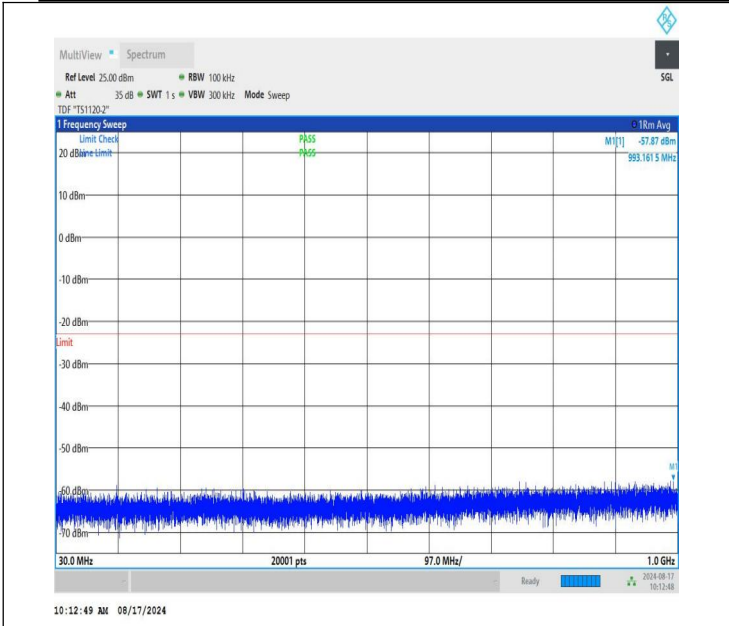 R S
MultiView Spectrum
Ref Level 25.00 dBm RBW 100 kHz SGL
Att 35 dB SWT 1 s VBW 300 kHz Mode Sweep
TDF "TS1120-2"
1 Frequency Sweep 1Rm Avg
Limit Check PASS M1[1] -57.87 dBm
20 dBm Line Limit PASS 993.161 5 MHz
10 dBm
0 dBm
-10 dBm
-20 dBm
Limit
-30 dBm
-40 dBm
-50 dBm
M1
-60 dBm
-70 dBm
30.0 MHz 20001 pts 97.0 MHz/ 1.0 GHz
Ready 2024-08-17
10:12:48
10:12:49 AM 08/17/2024